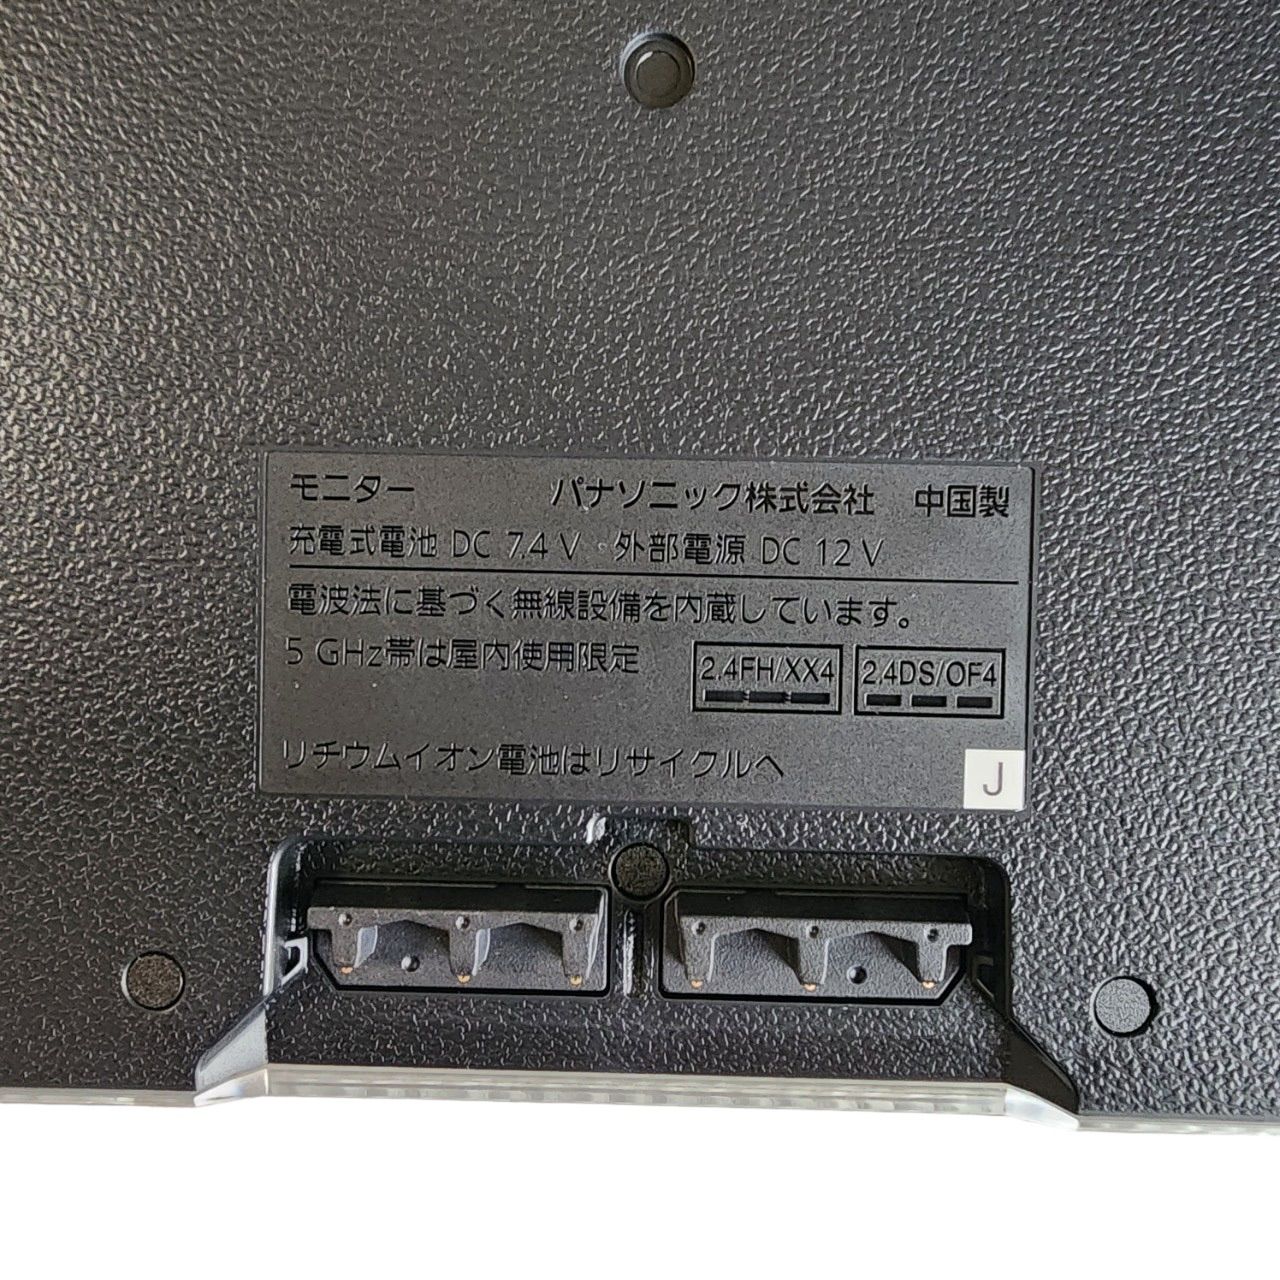 モニター パナソニック株式会社 中国製
充電式電池 DC 7.4 V 外部電源 DC 12 V
電波法に基づく無線設備を内蔵しています。
5 GHz帯は屋内使用限定 2.4FH/XX4 2.4DS/OF4
リチウムイオン電池はリサイクルへ
J